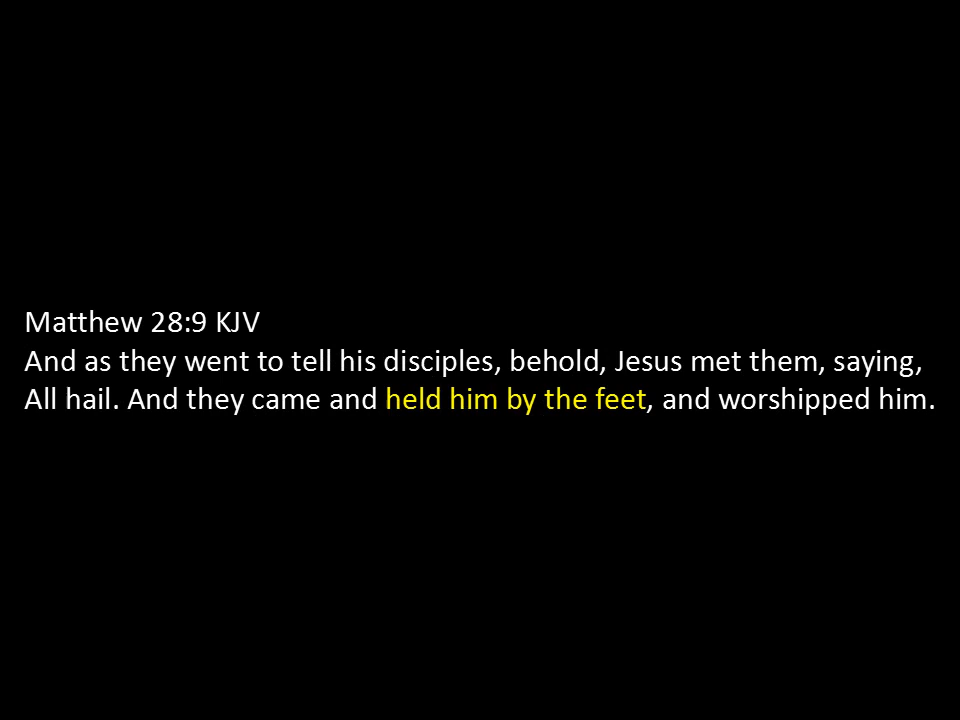 Matthew 28:9 KJV
And as they went to tell his disciples, behold, Jesus met them, saying,
All hail. And they came and held him by the feet, and worshipped him.